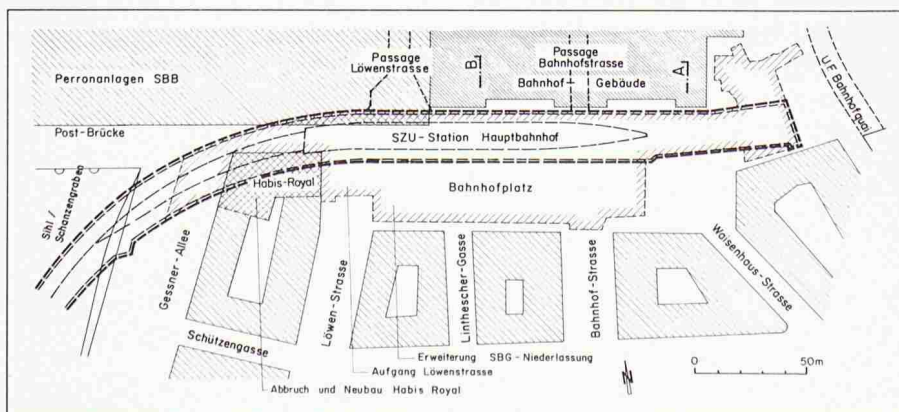 Passage
Löwenstrasse
B
Passage
Bahnhofstrasse
A
Perronanlagen SBB
Bahnhof-Gebäude
U.F. Bahnhofquai
Post-Brücke
SZU-Station Hauptbahnhof
Habis-Royal
Bahnhofplatz
Sihl /
Schanzengraben
Gessner-Allee
Löwen-Strasse
Linthescher-Gasse
Bahnhof-Strasse
Waisenhaus-Strasse
Schützengasse
Erweiterung SBG-Niederlassung
Aufgang Löwenstrasse
Abbruch und Neubau Habis Royal
N
0 50m